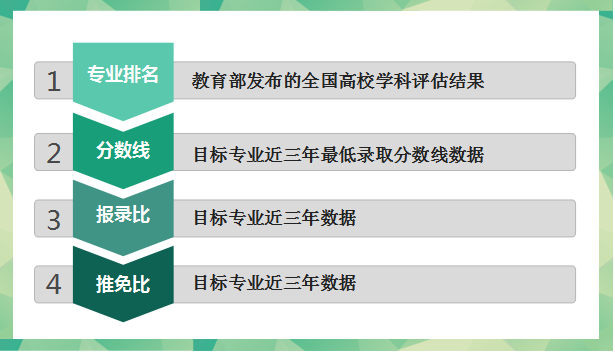 1 专业排名 教育部发布的全国高校学科评估结果
2 分数线 目标专业近三年最低录取分数线数据
3 报录比 目标专业近三年数据
4 推免比 目标专业近三年数据